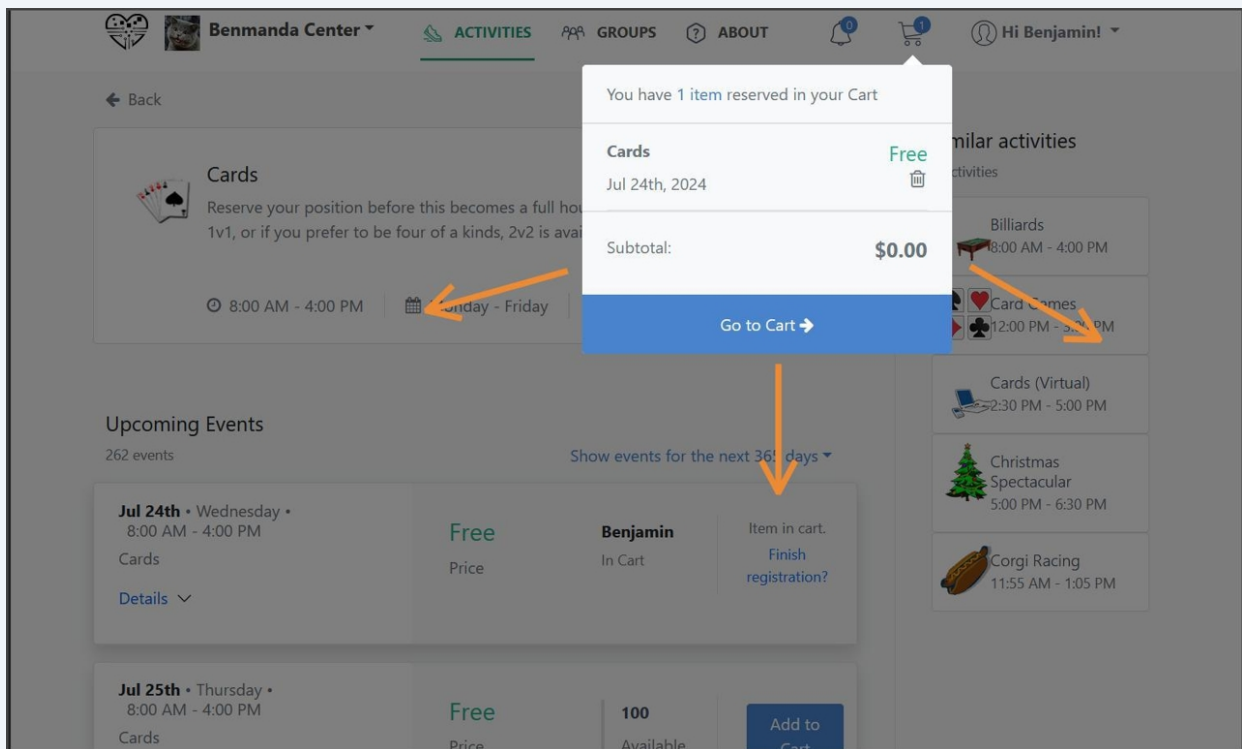 Benmanda Center
ACTIVITIES
GROUPS
ABOUT
0
1
Hi Benjamin!
Back
You have 1 item reserved in your Cart
Cards
Free
Jul 24th, 2024
Subtotal:
$0.00
Go to Cart
Cards
Reserve your position before this becomes a full
1v1, or if you prefer to be four of a kinds, 2v2 is
8:00 AM - 4:00 PM
Monday - Friday
activities
Billiards
8:00 AM - 4:00 PM
Card Games
12:00 PM - PM
Cards (Virtual)
2:30 PM - 5:00 PM
Christmas
Spectacular
5:00 PM - 6:30 PM
Corgi Racing
11:55 AM - 1:05 PM
Upcoming Events
262 events
Show events for the next 365 days
Jul 24th • Wednesday •
8:00 AM - 4:00 PM
Cards
Details
Free
Price
Benjamin
In Cart
Item in cart.
Finish
registration?
Jul 25th • Thursday •
8:00 AM - 4:00 PM
Cards
Free
Price
100
Available
Add to
Cart